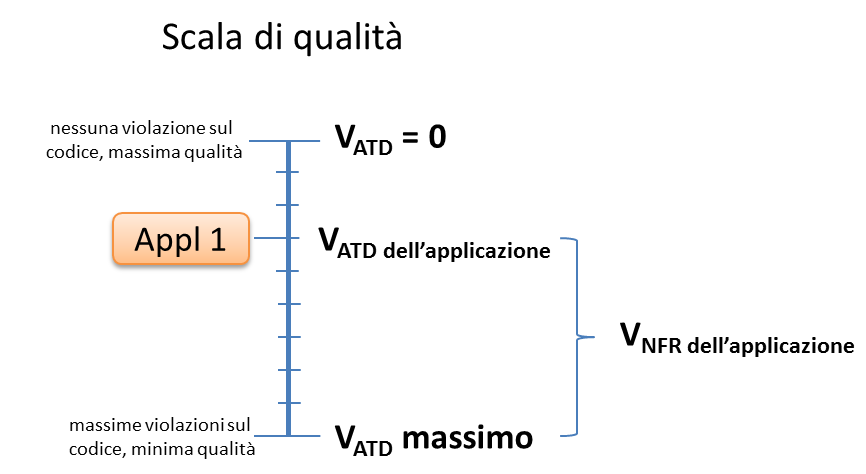 Scala di qualità
nessuna violazione sul
codice, massima qualità
VATD = 0
Appl 1
VATD dell’applicazione
VNFR dell’applicazione
massime violazioni sul
codice, minima qualità
VATD massimo